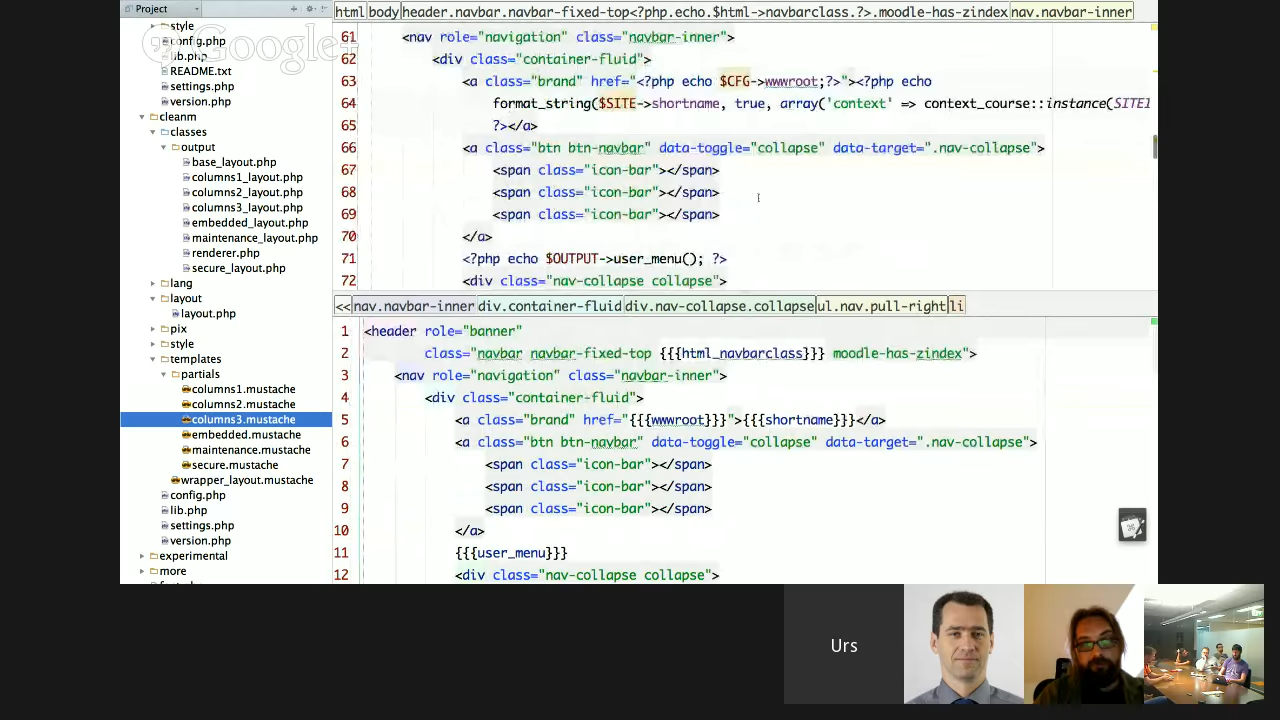 Project
style
config.php
lib.php
README.txt
settings.php
version.php
cleanm
classes
output
base_layout.php
columns1_layout.php
columns2_layout.php
columns3_layout.php
embedded_layout.php
maintenance_layout.php
renderer.php
secure_layout.php
lang
layout
layout.php
pix
style
templates
partials
columns1.mustache
columns2.mustache
columns3.mustache
embedded.mustache
maintenance.mustache
secure.mustache
wrapper_layout.mustache
config.php
lib.php
settings.php
version.php
experimental
more
Google+
html body header.navbar.navbar-fixed-top<?php.echo.$html->navbarclass.?>.moodle-has-zindex nav.navbar-inner
61 <nav role="navigation" class="navbar-inner">
62 <div class="container-fluid">
63 <a class="brand" href="<?php echo $CFG->wwwroot;?>"><?php echo
64 format_string($SITE->shortname, true, array('context' => context_course::instance(SITEI
65 ?></a>
66 <a class="btn btn-navbar" data-toggle="collapse" data-target=".nav-collapse">
67 <span class="icon-bar"></span>
68 <span class="icon-bar"></span>
69 <span class="icon-bar"></span>
70 </a>
71 <?php echo $OUTPUT->user_menu(); ?>
72 <div class="nav-collapse collapse">
<< nav.navbar-inner div.container-fluid div.nav-collapse.collapse ul.nav.pull-right li
1 <header role="banner"
2 class="navbar navbar-fixed-top {{{html_navbarclass}}} moodle-has-zindex">
3 <nav role="navigation" class="navbar-inner">
4 <div class="container-fluid">
5 <a class="brand" href="{{{wwwroot}}}">{{{shortname}}}</a>
6 <a class="btn btn-navbar" data-toggle="collapse" data-target=".nav-collapse">
7 <span class="icon-bar"></span>
8 <span class="icon-bar"></span>
9 <span class="icon-bar"></span>
10 </a>
11 {{{user_menu}}}
12 <div class="nav-collapse collapse">
Urs